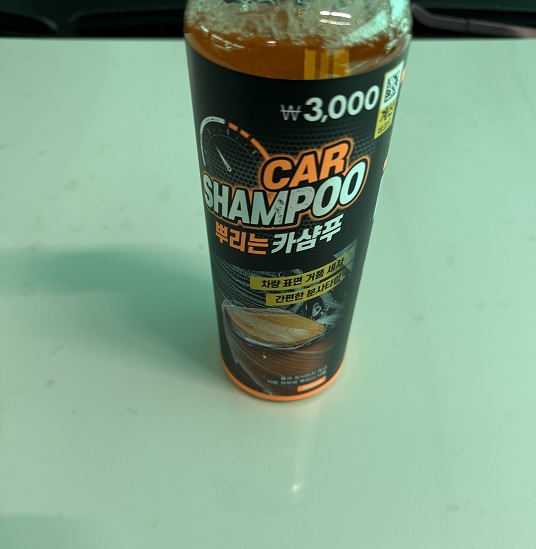 ₩3,000
CAR
SHAMPOO
뿌리는 카샴푸
차량 표면 거품 세정
간편한 분사타입